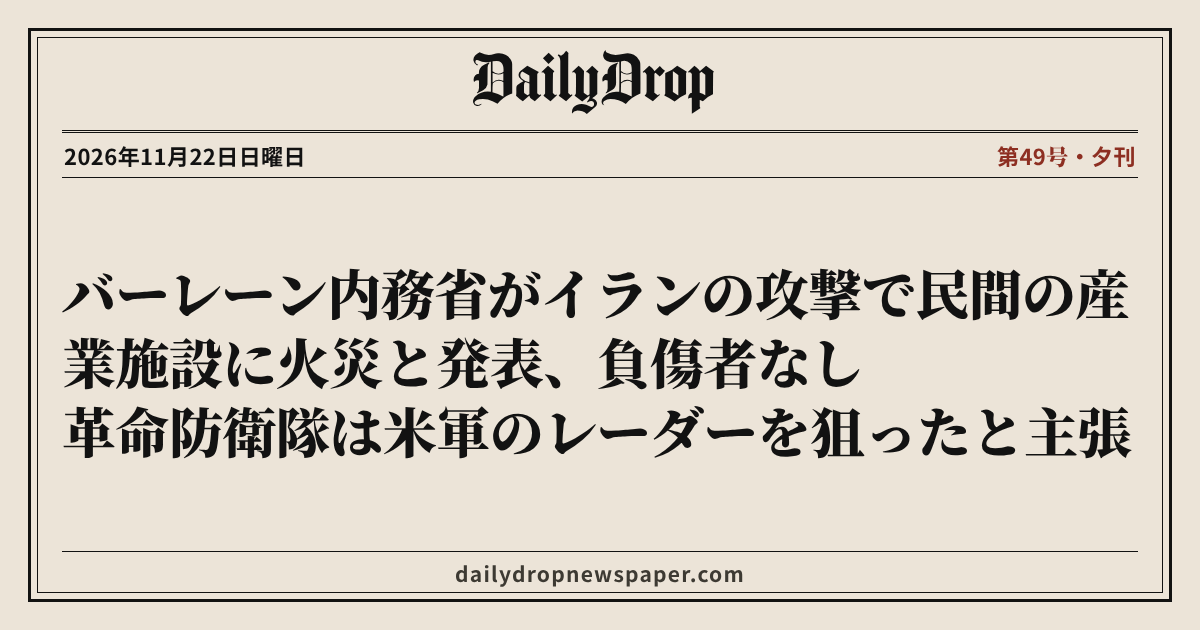 DailyDrop
2026年11月22日日曜日
第49号・夕刊
バーレーン内務省がイランの攻撃で民間の産
業施設に火災と発表、負傷者なし
革命防衛隊は米軍のレーダーを狙ったと主張
dailydropnewspaper.com